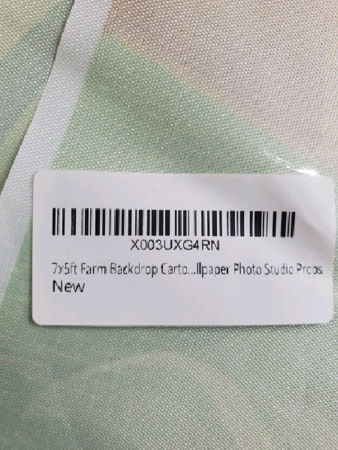 X003UXG4RN
7x5ft Farm Backdrop Carto...llpaper Photo Studio Props
New